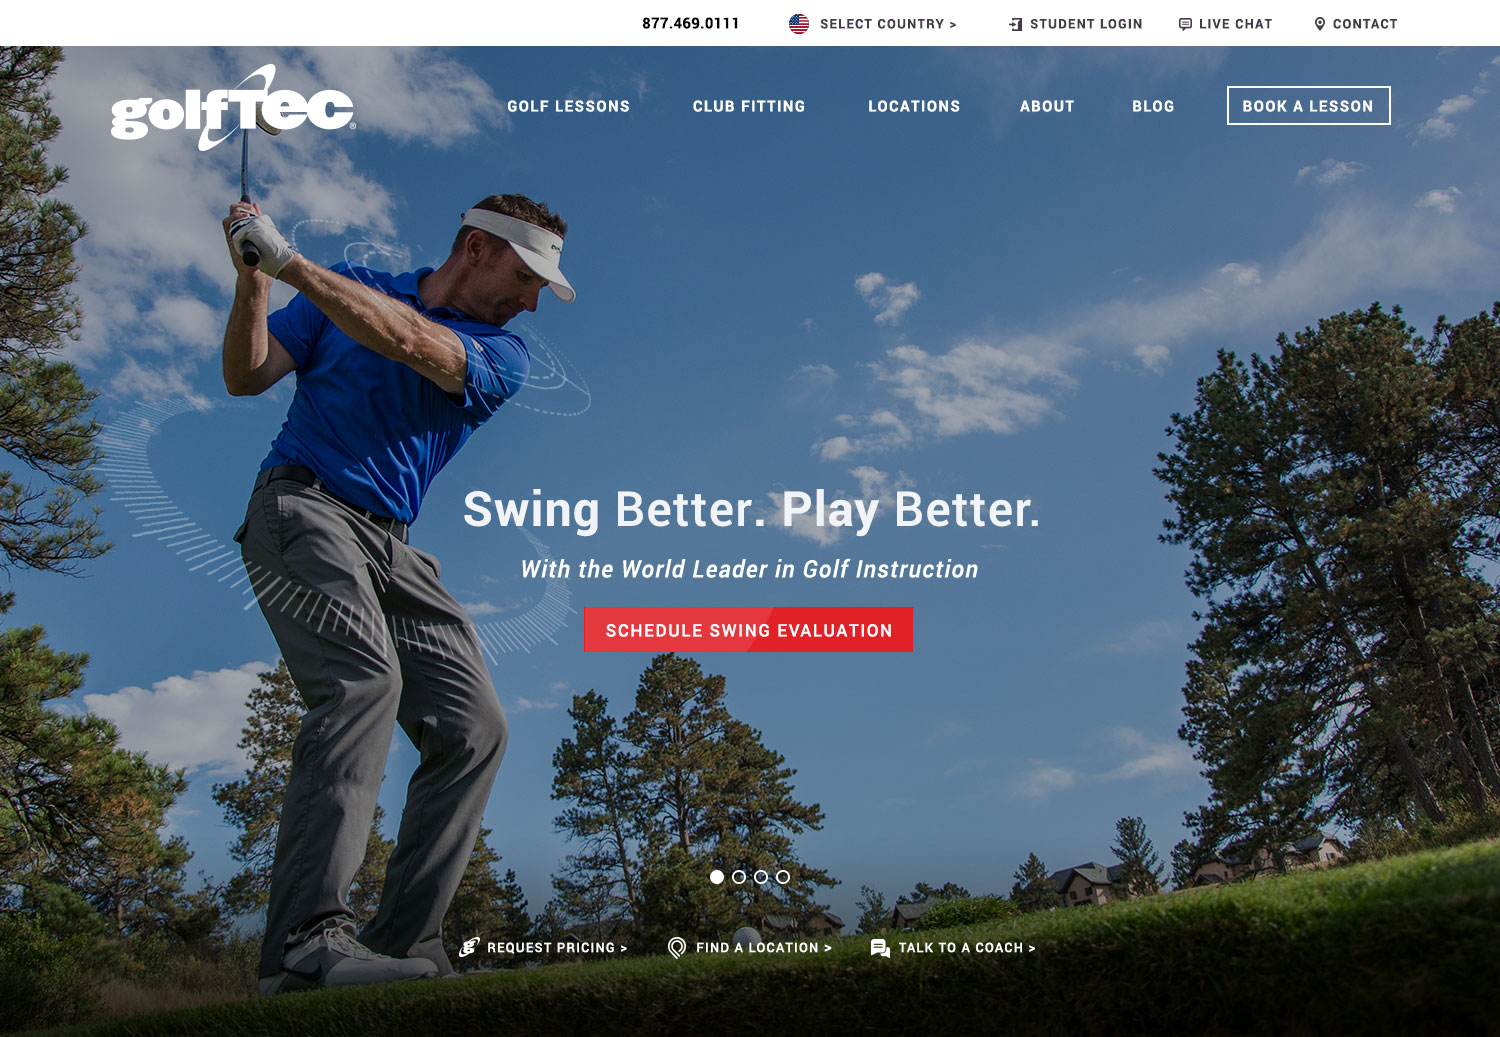 877.469.0111 SELECT COUNTRY > STUDENT LOGIN LIVE CHAT CONTACT
golfTEC®
GOLF LESSONS CLUB FITTING LOCATIONS ABOUT BLOG BOOK A LESSON
Swing Better. Play Better.
With the World Leader in Golf Instruction
SCHEDULE SWING EVALUATION
REQUEST PRICING > FIND A LOCATION > TALK TO A COACH >